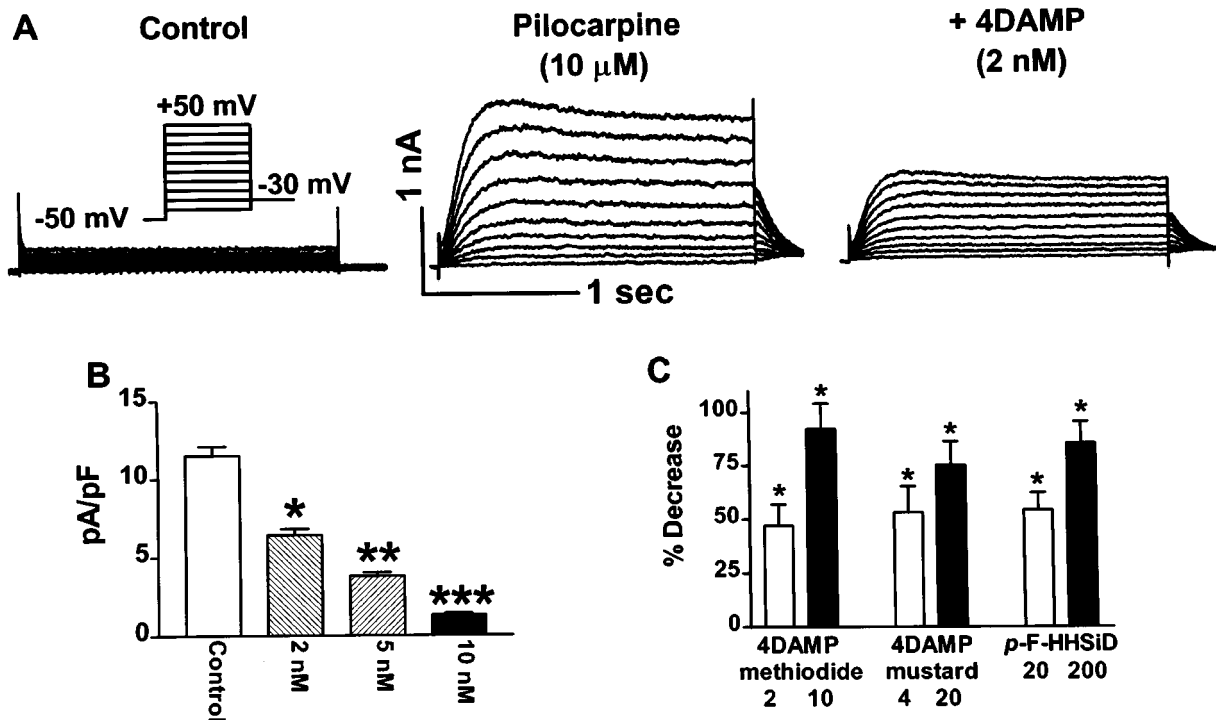 A
Control
Pilocarpine
(10 μM)
+ 4DAMP
(2 nM)
+50 mV
-30 mV
-50 mV
1 nA
1 sec
B
15
10
5
0
pA/pF
*
**
***
Control
2 nM
5 nM
10 nM
C
100
75
50
25
0
% Decrease
* * * * * *
4DAMP 4DAMP p-F-HHSiD
methiodide mustard 20 200
2 10 4 20